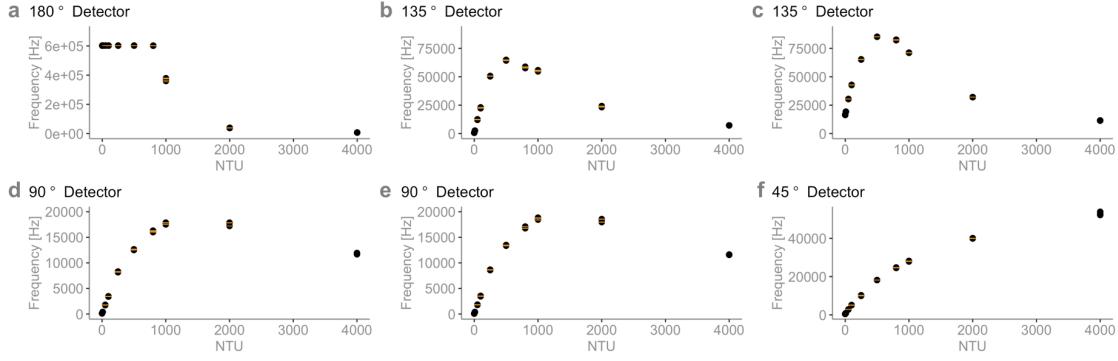 a 180 ° Detector
Frequency [Hz]
6e+05
4e+05
2e+05
0e+00
0 1000 2000 3000 4000
NTU
b 135 ° Detector
Frequency [Hz]
75000
50000
25000
0
0 1000 2000 3000 4000
NTU
c 135 ° Detector
Frequency [Hz]
75000
50000
25000
0
0 1000 2000 3000 4000
NTU
d 90 ° Detector
Frequency [Hz]
20000
15000
10000
5000
0
0 1000 2000 3000 4000
NTU
e 90 ° Detector
Frequency [Hz]
20000
15000
10000
5000
0
0 1000 2000 3000 4000
NTU
f 45 ° Detector
Frequency [Hz]
40000
20000
0
0 1000 2000 3000 4000
NTU